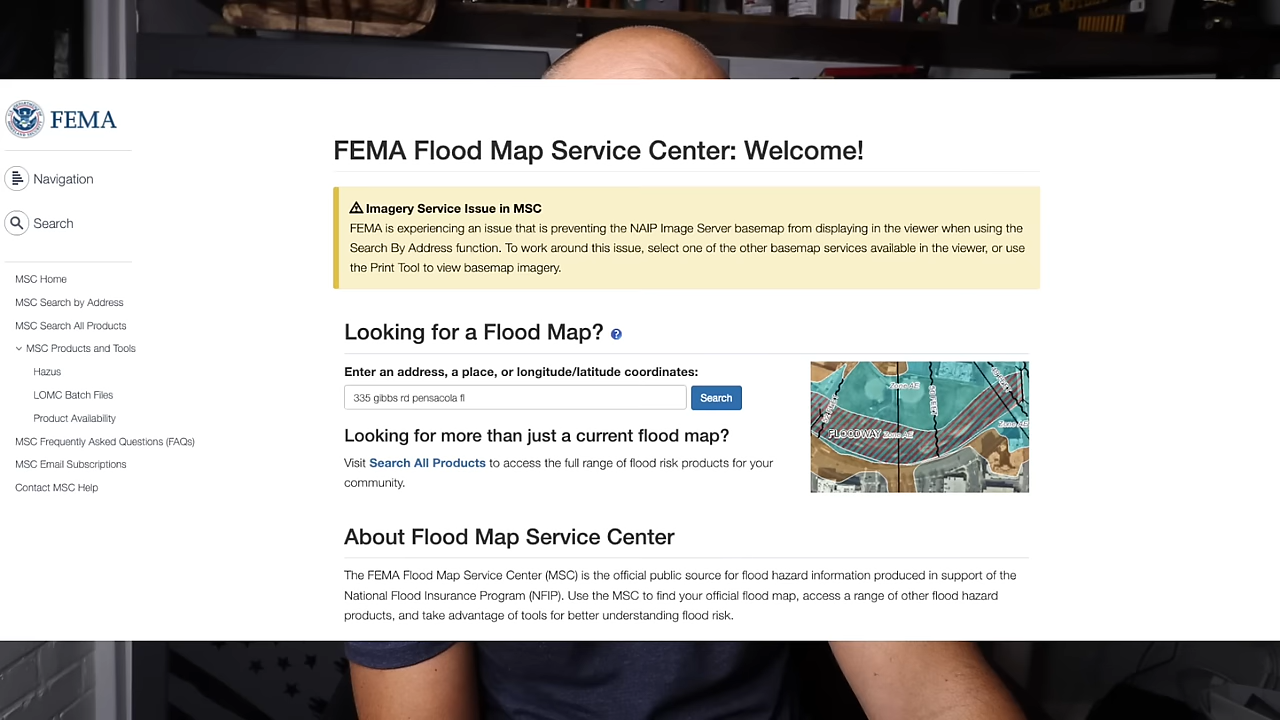 FEMA
Navigation
Search
MSC Home
MSC Search by Address
MSC Search All Products
MSC Products and Tools
Hazus
LOMC Batch Files
Product Availability
MSC Frequently Asked Questions (FAQs)
MSC Email Subscriptions
Contact MSC Help
FEMA Flood Map Service Center: Welcome!
Imagery Service Issue in MSC
FEMA is experiencing an issue that is preventing the NAIP Image Server basemap from displaying in the viewer when using the
Search By Address function. To work around this issue, select one of the other basemap services available in the viewer, or use
the Print Tool to view basemap imagery.
Looking for a Flood Map?
Enter an address, a place, or longitude/latitude coordinates:
335 gibbs rd pensacola fl
Search
Looking for more than just a current flood map?
Visit Search All Products to access the full range of flood risk products for your
community.
Zone AE
FLOODWAY Zone AE
Zone AE
About Flood Map Service Center
The FEMA Flood Map Service Center (MSC) is the official public source for flood hazard information produced in support of the
National Flood Insurance Program (NFIP). Use the MSC to find your official flood map, access a range of other flood hazard
products, and take advantage of tools for better understanding flood risk.